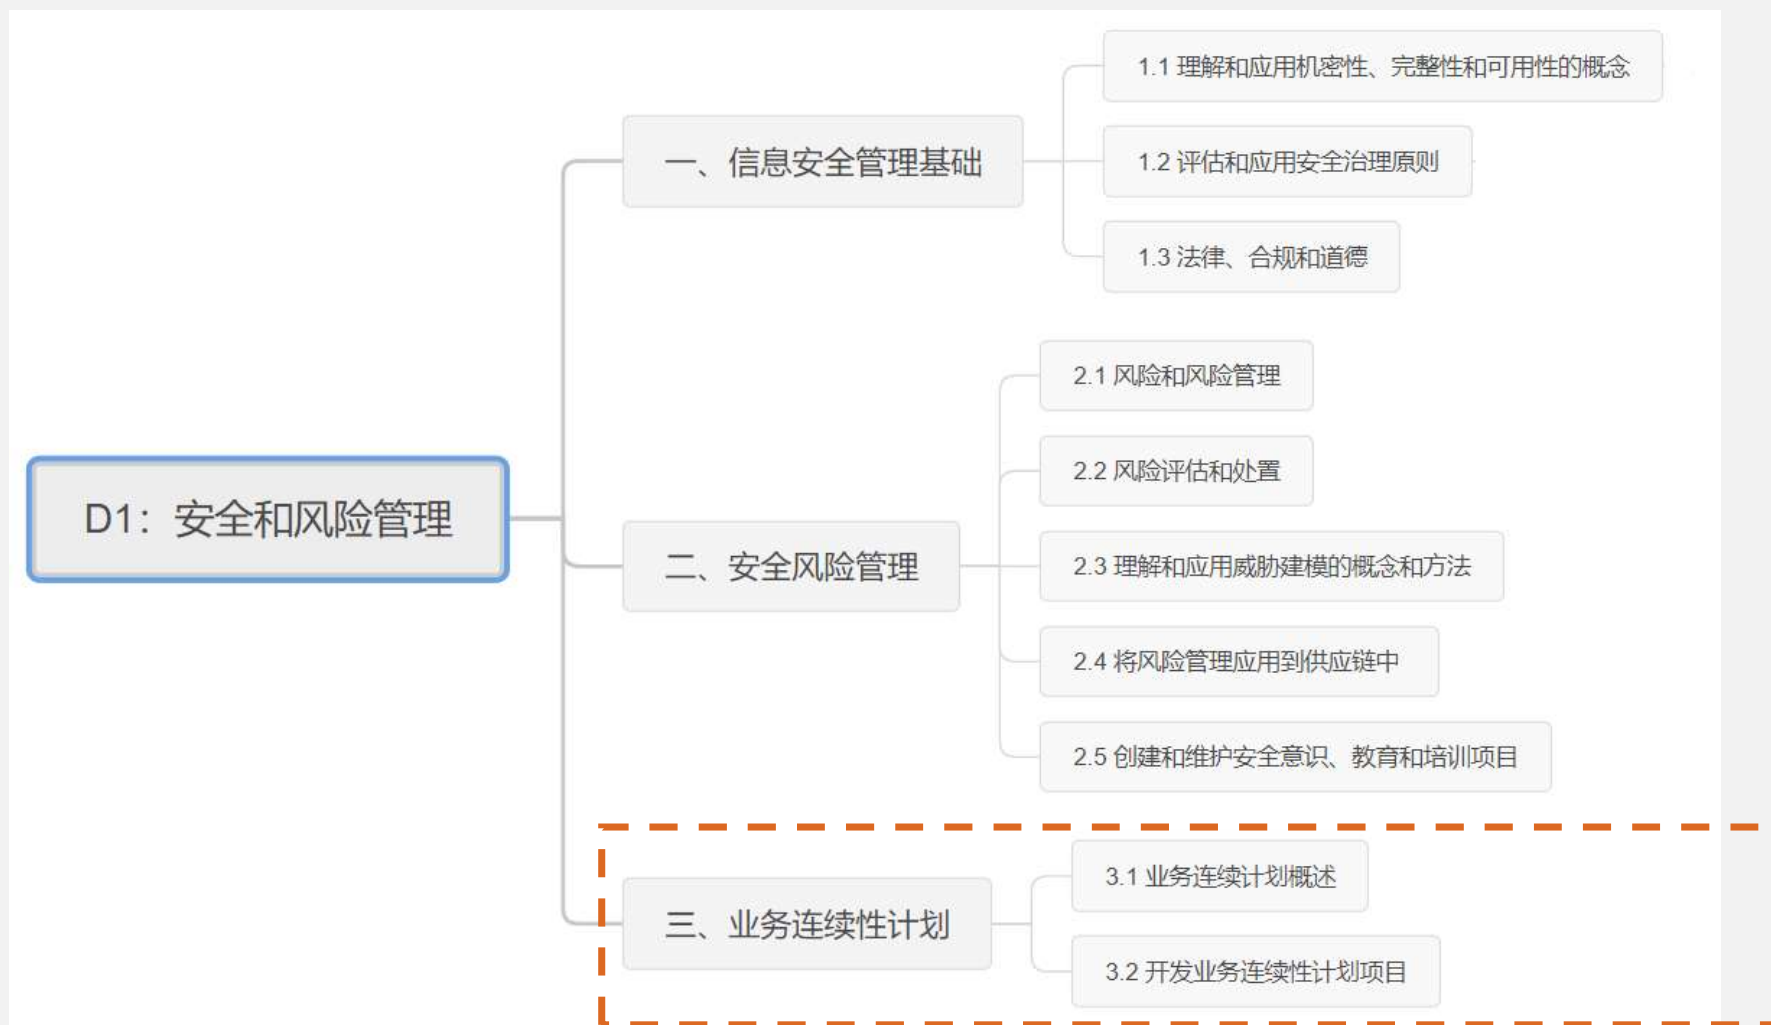 D1：安全和风险管理
一、信息安全管理基础
1.1 理解和应用机密性、完整性和可用性的概念
1.2 评估和应用安全治理原则
1.3 法律、合规和道德
二、安全风险管理
2.1 风险和风险管理
2.2 风险评估和处置
2.3 理解和应用威胁建模的概念和方法
2.4 将风险管理应用到供应链中
2.5 创建和维护安全意识、教育和培训项目
三、业务连续性计划
3.1 业务连续计划概述
3.2 开发业务连续性计划项目